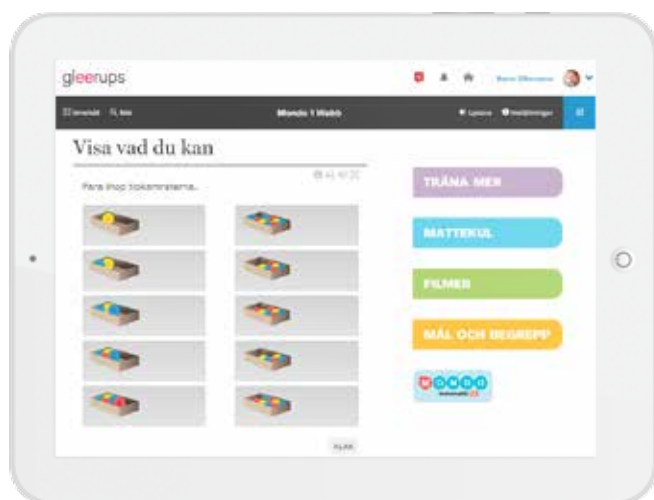 gleerups
Mondo 1 Webb
Visa vad du kan
Para ihop tiokamraterna.
TRÄNA MER
MATTEKUL
FILMER
MÅL OCH BEGREPP
MONDO
KLAR